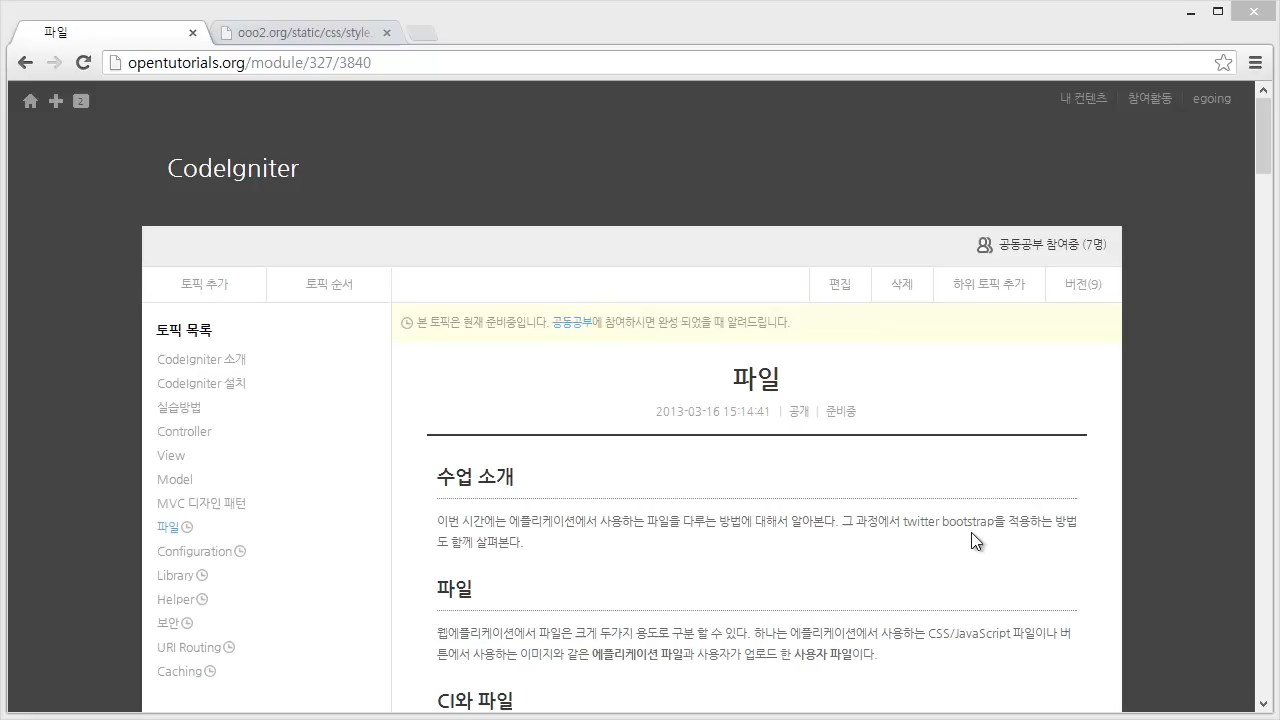 파일
ooo2.org/static/css/style.
opentutorials.org/module/327/3840
2
내 컨텐츠
참여활동
egoing
CodeIgniter
공동공부 참여중 (7명)
토픽 추가
토픽 순서
편집
삭제
하위 토픽 추가
버전(9)
토픽 목록
CodeIgniter 소개
CodeIgniter 설치
실습방법
Controller
View
Model
MVC 디자인 패턴
파일
Configuration
Library
Helper
보안
URI Routing
Caching
본 토픽은 현재 준비중입니다. 공동공부에 참여하시면 완성 되었을 때 알려드립니다.
파일
2013-03-16 15:14:41 | 공개 | 준비중
수업 소개
이번 시간에는 에플리케이션에서 사용하는 파일을 다루는 방법에 대해서 알아본다. 그 과정에서 twitter bootstrap을 적용하는 방법
도 함께 살펴본다.
파일
웹에플리케이션에서 파일은 크게 두가지 용도로 구분 할 수 있다. 하나는 에플리케이션에서 사용하는 CSS/JavaScript 파일이나 버
튼에서 사용하는 이미지와 같은 에플리케이션 파일과 사용자가 업로드 한 사용자 파일이다.
CI와 파일